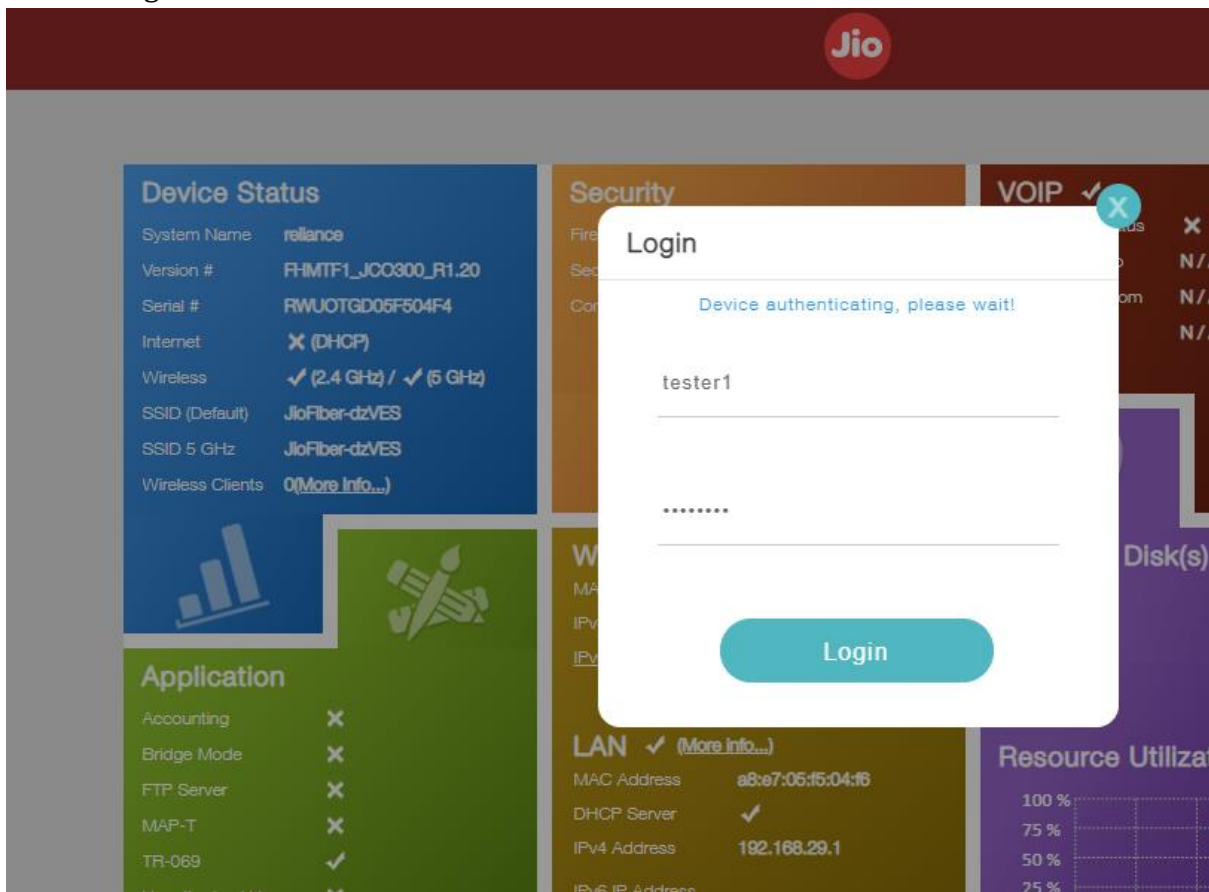 Jio
Device Status
System Name reliance
Version # FHMTF1_JCO300_R1.20
Serial # RWUOTGD05F504F4
Internet (DHCP)
Wireless (2.4 GHz) / (5 GHz)
SSID (Default) JioFiber-dzVES
SSID 5 GHz JioFiber-dzVES
Wireless Clients 0(More Info...)
Application
Accounting
Bridge Mode
FTP Server
MAP-T
TR-069
Security
VOIP
N/
N/
N/
X
Login
Device authenticating, please wait!
tester1
........
Login
LAN (More Info...)
MAC Address a8:e7:05:f5:04:f6
DHCP Server
IPv4 Address 192.168.29.1
IPv6 IP Address
Disk(s)
Resource Utiliza
100 %
75 %
50 %
25 %